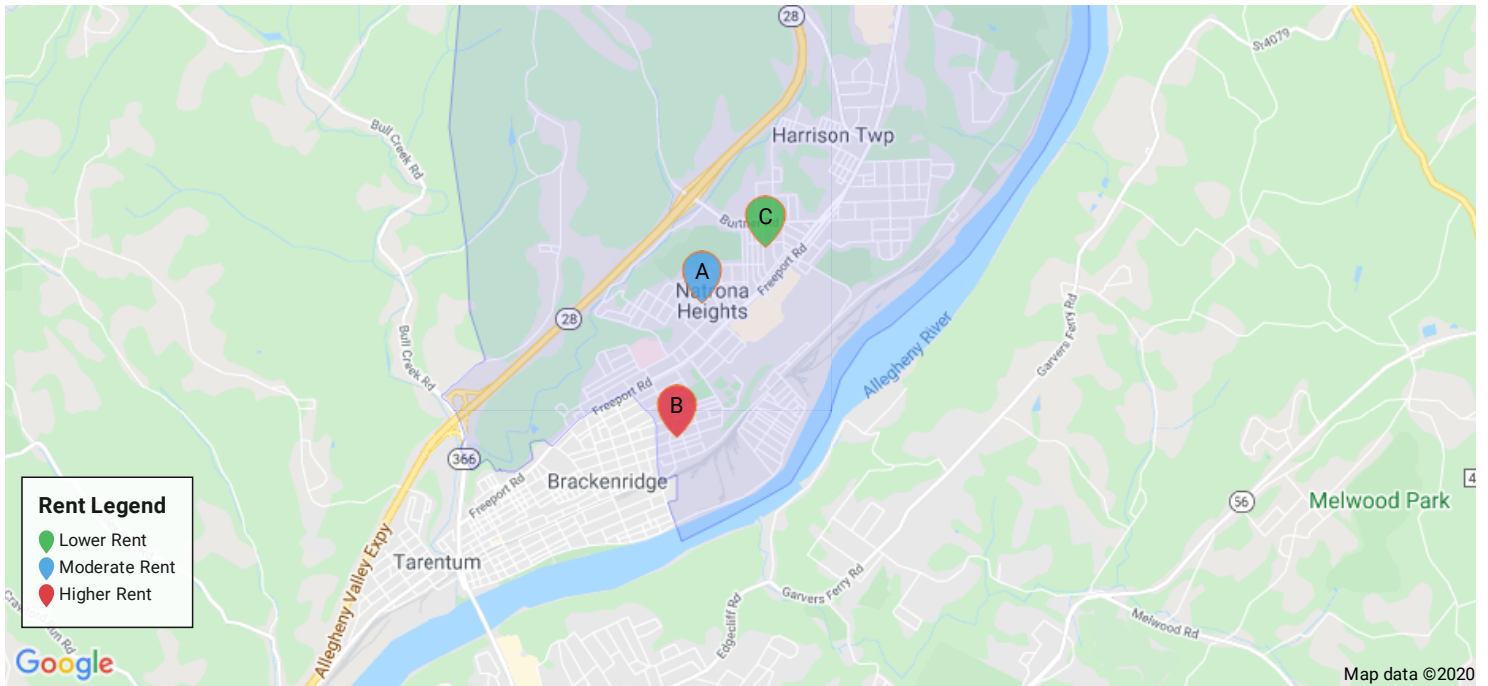 28
St4079
Bull Creek Rd
Harrison Twp
C
Freeport Rd
A
Natrona
Heights
28
Bull Creek Rd
Garvers Ferry Rd
Allegheny River
Freeport Rd
B
366
Brackenridge
Freeport Rd
56
Melwood Park
4
Tarentum
Allegheny Valley Expy
Garvers Ferry Rd
Edgecliff Rd
Melwood Rd
Rent Legend
Lower Rent
Moderate Rent
Higher Rent
Google
Map data ©2020